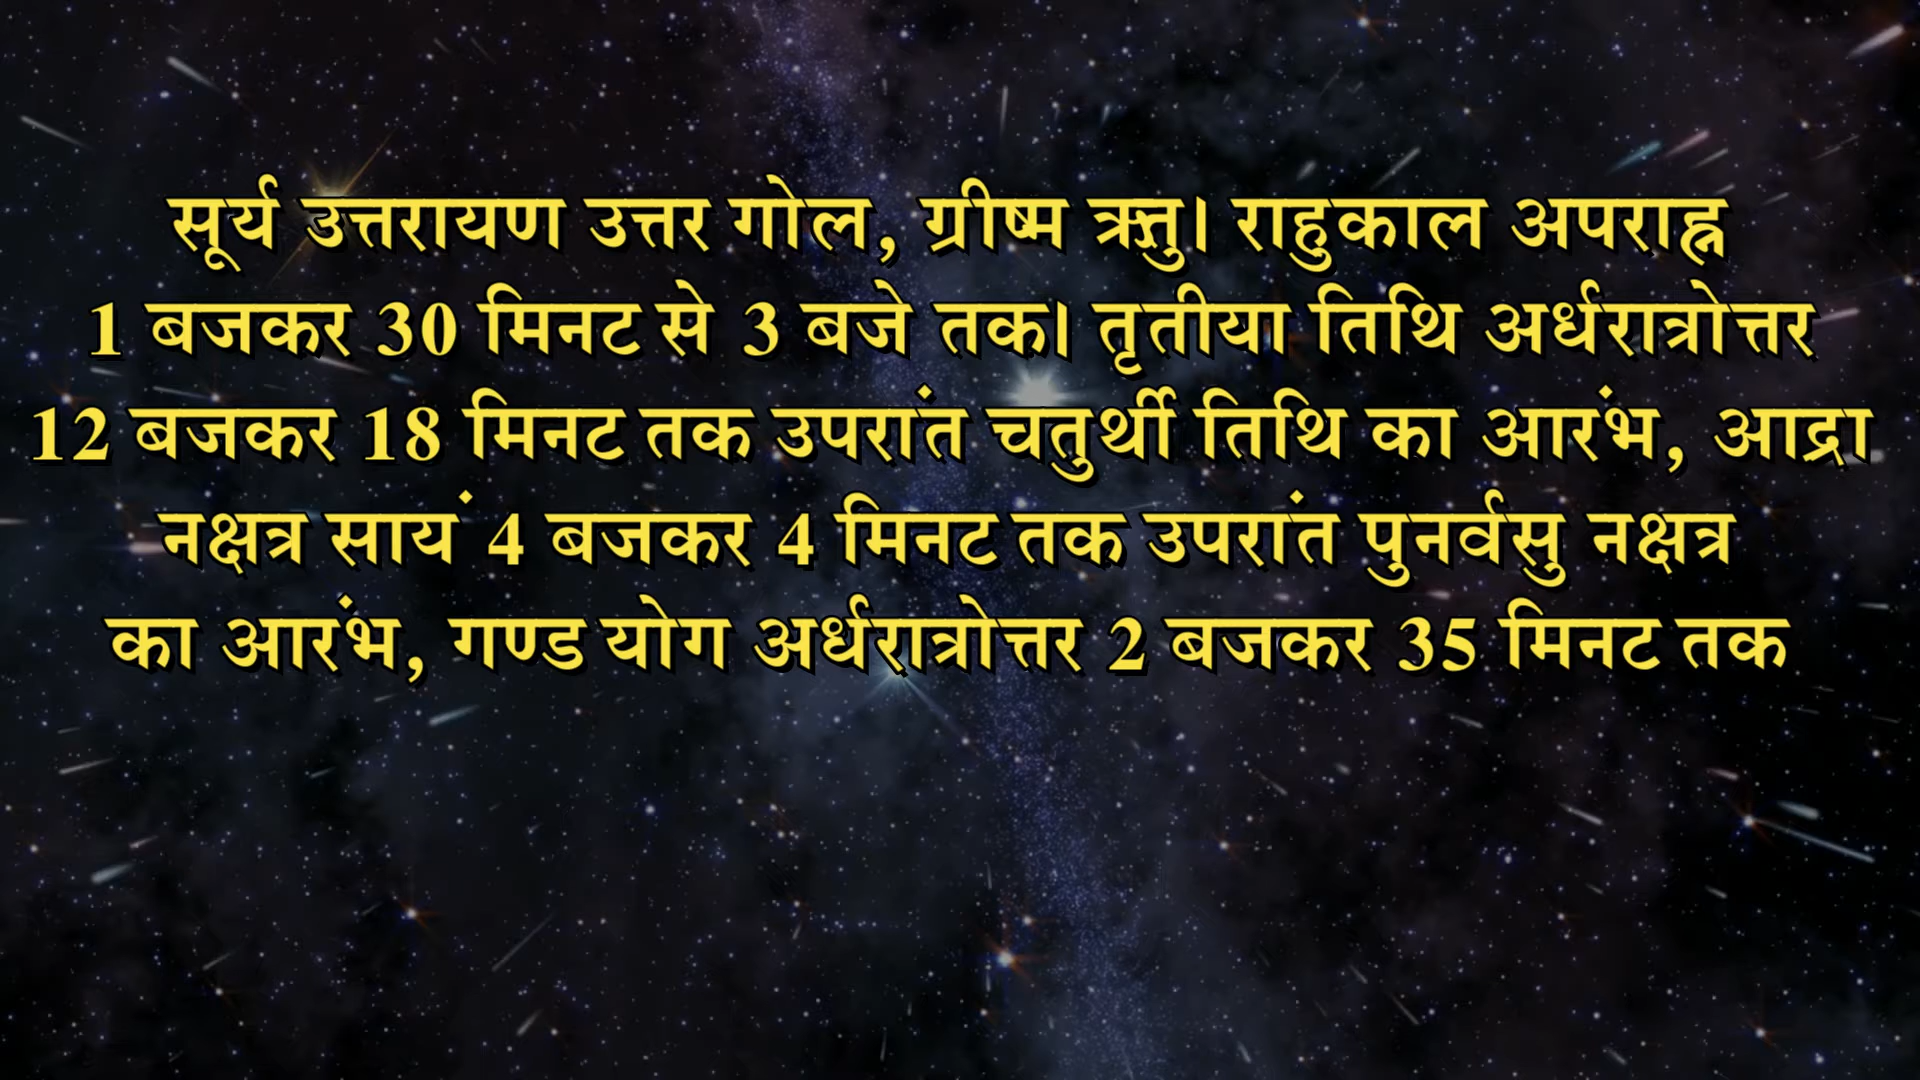 सूर्य उत्तरायण उत्तर गोल, ग्रीष्म ऋतु। राहुकाल अपराह्न
1 बजकर 30 मिनट से 3 बजे तक। तृतीया तिथि अर्धरात्रोत्तर
12 बजकर 18 मिनट तक उपरांत चतुर्थी तिथि का आरंभ, आद्रा
नक्षत्र सायं 4 बजकर 4 मिनट तक उपरांत पुनर्वसु नक्षत्र
का आरंभ, गण्ड योग अर्धरात्रोत्तर 2 बजकर 35 मिनट तक